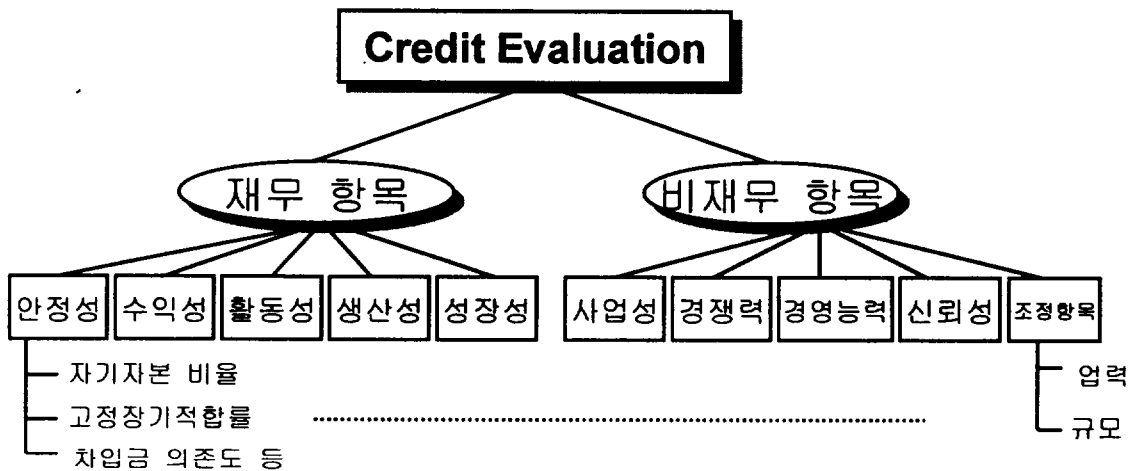 Credit Evaluation
재무 항목 비재무 항목
안정성 수익성 활동성 생산성 성장성 사업성 경쟁력 경영능력 신뢰성 조정항목
자기자본 비율 업력
고정장기적합률 규모
차입금 의존도 등